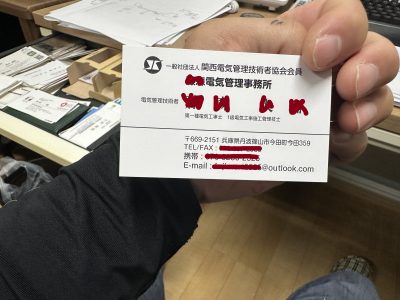 一般社団法人 関西電気管理技術者協会会員
電気管理事務所
電気管理技術者
第一種電気工事士 1級電気工事施工管理技士
〒669-2151 兵庫県丹波篠山市今田町今田359
TEL/FAX :
携帯 :
E-mail : @outlook.com